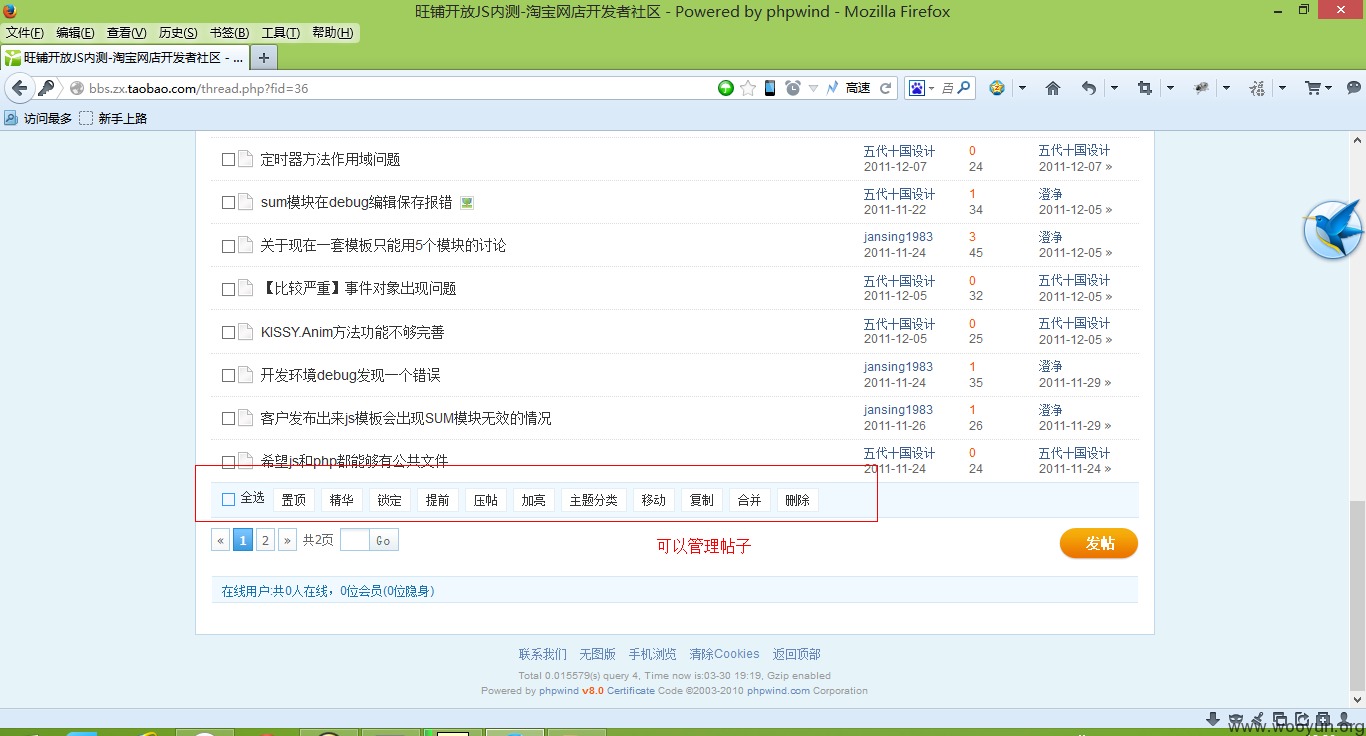 旺铺开放JS内测-淘宝网店开发者社区 - Powered by phpwind - Mozilla Firefox
文件(F) 编辑(E) 查看(V) 历史(S) 书签(B) 工具(T) 帮助(H)
旺铺开放JS内测-淘宝网店开发者社区 - ... +
bbs.zx.taobao.com/thread.php?fid=36 高速 百
访问最多 新手上路
定时器方法作用域问题 五代十国设计 0 五代十国设计
2011-12-07 24 2011-12-07 »
sum模块在debug编辑保存报错 五代十国设计 1 澄净
2011-11-22 34 2011-12-05 »
关于现在一套模板只能用5个模块的讨论 jansing1983 3 澄净
2011-11-24 45 2011-12-05 »
【比较严重】事件对象出现问题 五代十国设计 0 五代十国设计
2011-12-05 32 2011-12-05 »
KISSY.Anim方法功能不够完善 五代十国设计 0 五代十国设计
2011-12-05 25 2011-12-05 »
开发环境debug发现一个错误 jansing1983 1 澄净
2011-11-24 35 2011-11-29 »
客户发布出来js模板会出现SUM模块无效的情况 jansing1983 1 澄净
2011-11-26 26 2011-11-29 »
希望js和php都能够有公共文件 五代十国设计 0 五代十国设计
2011-11-24 24 2011-11-24 »
全选 置顶 精华 锁定 提前 压帖 加亮 主题分类 移动 复制 合并 删除
« 1 2 » 共2页 Go 可以管理帖子 发帖
在线用户:共0人在线，0位会员(0位隐身)
联系我们 无图版 手机浏览 清除Cookies 返回顶部
Total 0.015579(s) query 4, Time now is:03-30 19:19, Gzip enabled
Powered by phpwind v8.0 Certificate Code ©2003-2010 phpwind.com Corporation
www.wooyun.org